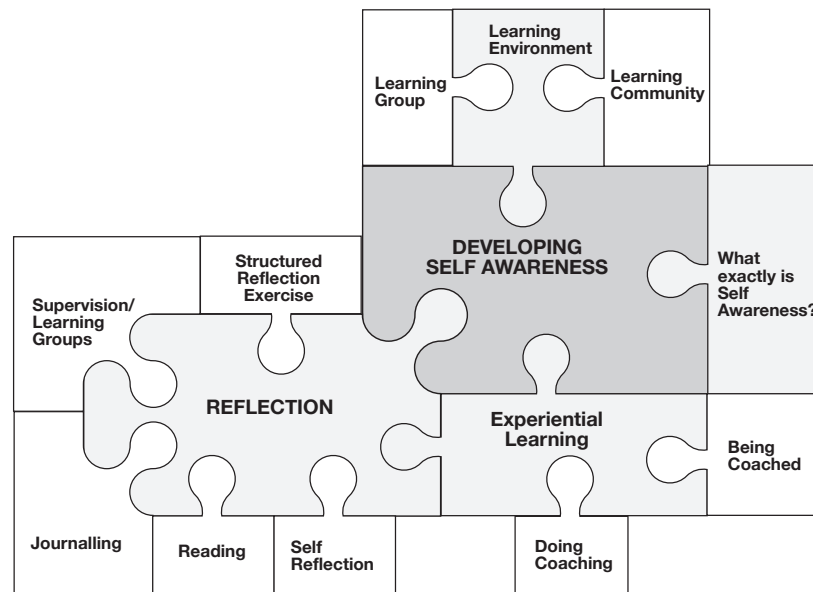 Learning
Environment
Learning
Group
Learning
Community
DEVELOPING
SELF AWARENESS
What
exactly is
Self
Awareness?
Structured
Reflection
Exercise
Supervision/
Learning
Groups
REFLECTION
Experiential
Learning
Being
Coached
Journalling
Reading
Self
Reflection
Doing
Coaching